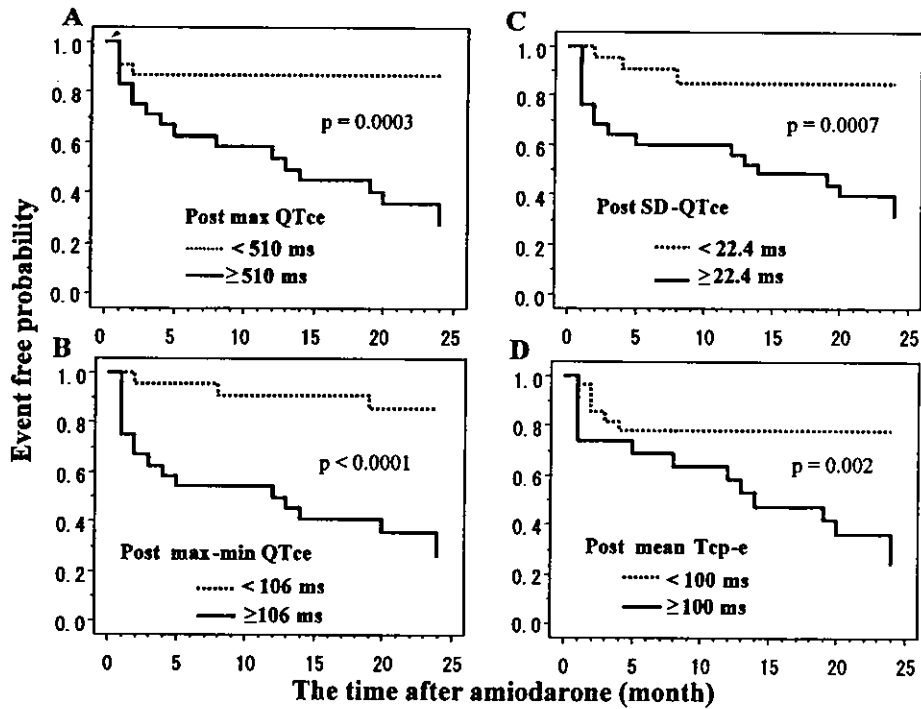 A
1.0
0.8
0.6
0.4
0.2
0.0
p = 0.0003
Post max QTce
< 510 ms
≥510 ms
0 5 10 15 20 25
B
1.0
0.8
0.6
0.4
0.2
0.0
p < 0.0001
Post max-min QTce
< 106 ms
≥106 ms
0 5 10 15 20 25
C
1.0
0.8
0.6
0.4
0.2
0.0
p = 0.0007
Post SD-QTce
< 22.4 ms
≥22.4 ms
0 5 10 15 20 25
D
1.0
0.8
0.6
0.4
0.2
0.0
p = 0.002
Post mean Tcp-e
< 100 ms
≥100 ms
0 5 10 15 20 25
Event free probability
The time after amiodarone (month)